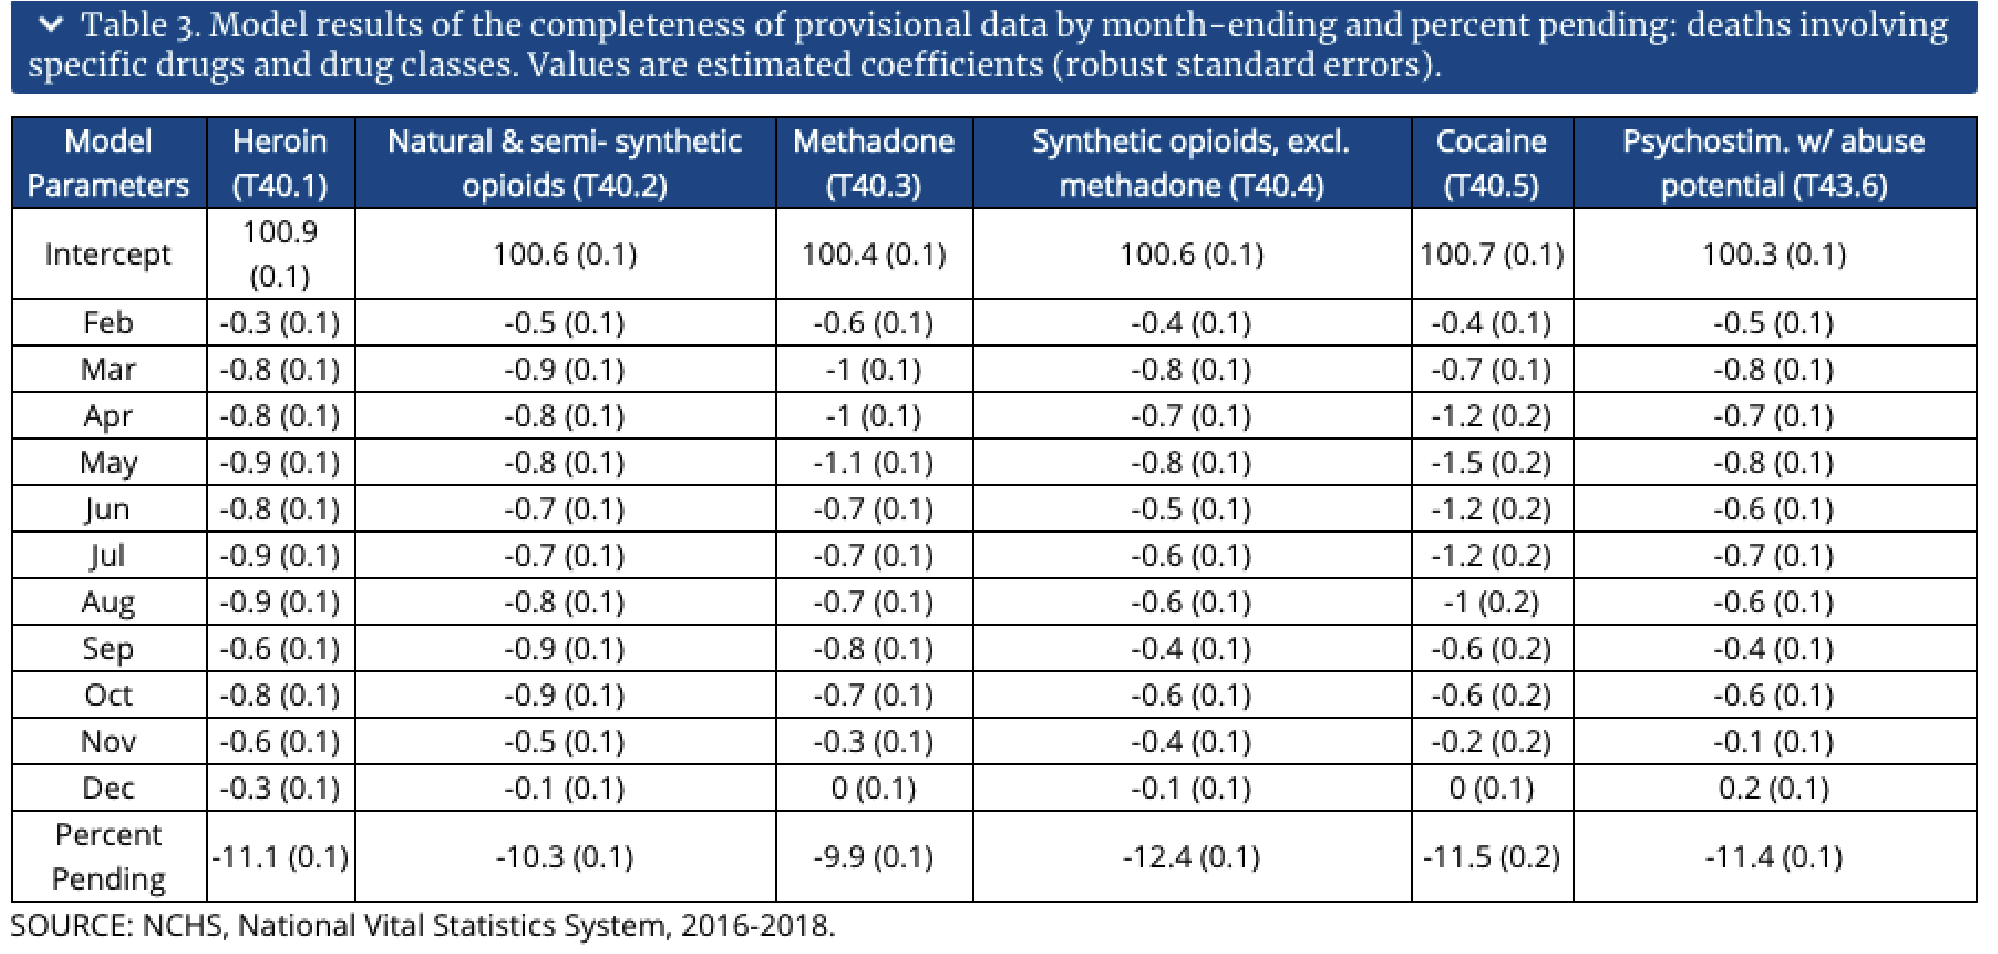 Table 3. Model results of the completeness of provisional data by month-ending and percent pending: deaths involving
specific drugs and drug classes. Values are estimated coefficients (robust standard errors).
Model Parameters Heroin (T40.1) Natural & semi- synthetic opioids (T40.2) Methadone (T40.3) Synthetic opioids, excl. methadone (T40.4) Cocaine (T40.5) Psychostim. w/ abuse potential (T43.6)
Intercept 100.9 (0.1) 100.6 (0.1) 100.4 (0.1) 100.6 (0.1) 100.7 (0.1) 100.3 (0.1)
Feb -0.3 (0.1) -0.5 (0.1) -0.6 (0.1) -0.4 (0.1) -0.4 (0.1) -0.5 (0.1)
Mar -0.8 (0.1) -0.9 (0.1) -1 (0.1) -0.8 (0.1) -0.7 (0.1) -0.8 (0.1)
Apr -0.8 (0.1) -0.8 (0.1) -1 (0.1) -0.7 (0.1) -1.2 (0.2) -0.7 (0.1)
May -0.9 (0.1) -0.8 (0.1) -1.1 (0.1) -0.8 (0.1) -1.5 (0.2) -0.8 (0.1)
Jun -0.8 (0.1) -0.7 (0.1) -0.7 (0.1) -0.5 (0.1) -1.2 (0.2) -0.6 (0.1)
Jul -0.9 (0.1) -0.7 (0.1) -0.7 (0.1) -0.6 (0.1) -1.2 (0.2) -0.7 (0.1)
Aug -0.9 (0.1) -0.8 (0.1) -0.7 (0.1) -0.6 (0.1) -1 (0.2) -0.6 (0.1)
Sep -0.6 (0.1) -0.9 (0.1) -0.8 (0.1) -0.4 (0.1) -0.6 (0.2) -0.4 (0.1)
Oct -0.8 (0.1) -0.9 (0.1) -0.7 (0.1) -0.6 (0.1) -0.6 (0.2) -0.6 (0.1)
Nov -0.6 (0.1) -0.5 (0.1) -0.3 (0.1) -0.4 (0.1) -0.2 (0.2) -0.1 (0.1)
Dec -0.3 (0.1) -0.1 (0.1) 0 (0.1) -0.1 (0.1) 0 (0.1) 0.2 (0.1)
Percent Pending -11.1 (0.1) -10.3 (0.1) -9.9 (0.1) -12.4 (0.1) -11.5 (0.2) -11.4 (0.1)
SOURCE: NCHS, National Vital Statistics System, 2016-2018.